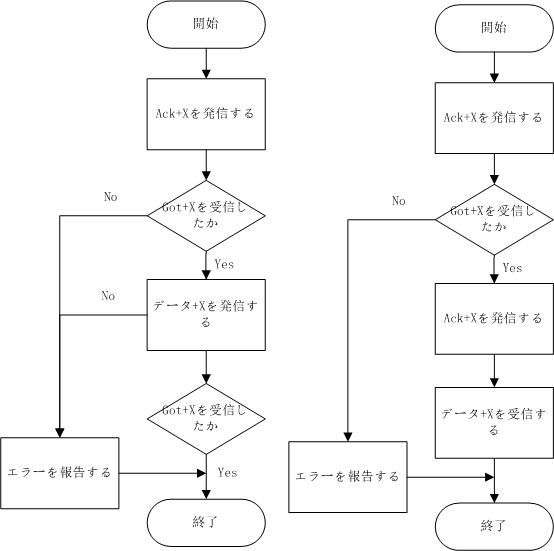 開始
Ack+Xを発信する
No
Got+Xを受信し
たか
Yes
No
データ+Xを発信す
る
Got+Xを受信し
たか
エラーを報告する
Yes
終了
開始
Ack+Xを発信する
No
Got+Xを受信し
たか
Yes
Ack+Xを発信する
データ+Xを受信す
る
エラーを報告する
終了